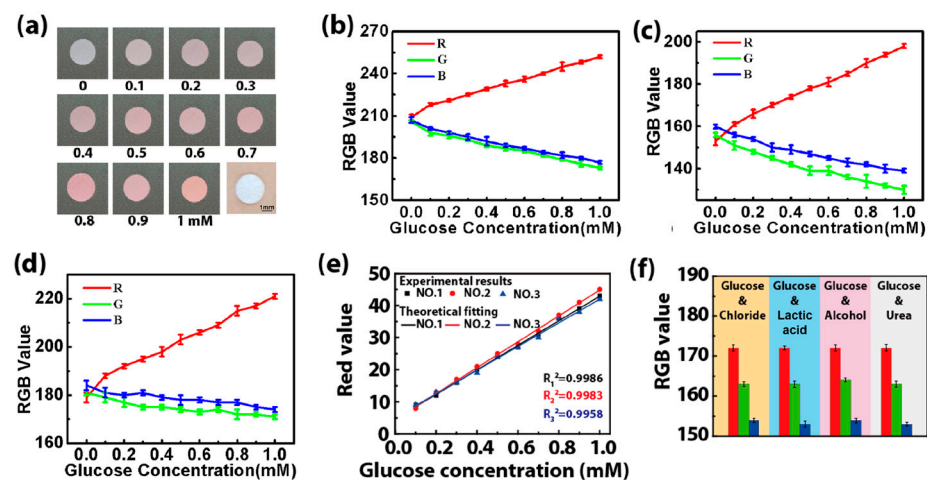 (a)
0 0.1 0.2 0.3
0.4 0.5 0.6 0.7
0.8 0.9 1 mM
1mm
(b)
RGB Value
270
240
210
180
150
R
G
B
0.0 0.2 0.4 0.6 0.8 1.0
Glucose Concentration(mM)
(c)
RGB Value
200
180
160
140
R
G
B
0.0 0.2 0.4 0.6 0.8 1.0
Glucose Concentration(mM)
(d)
RGB Value
220
200
180
160
R
G
B
0.0 0.2 0.4 0.6 0.8 1.0
Glucose Concentration(mM)
(e)
Red value
50
40
30
20
10
0
Experimental results
NO.1 NO.2 NO.3
Theoretical fitting
NO.1 NO.2 NO.3
R₁²=0.9986
R₂²=0.9983
R₃²=0.9958
0.0 0.2 0.4 0.6 0.8 1.0
Glucose concentration (mM)
(f)
RGB value
190
180
170
160
150
Glucose
&
Chloride
Glucose
&
Lactic
acid
Glucose
&
Alcohol
Glucose
&
Urea